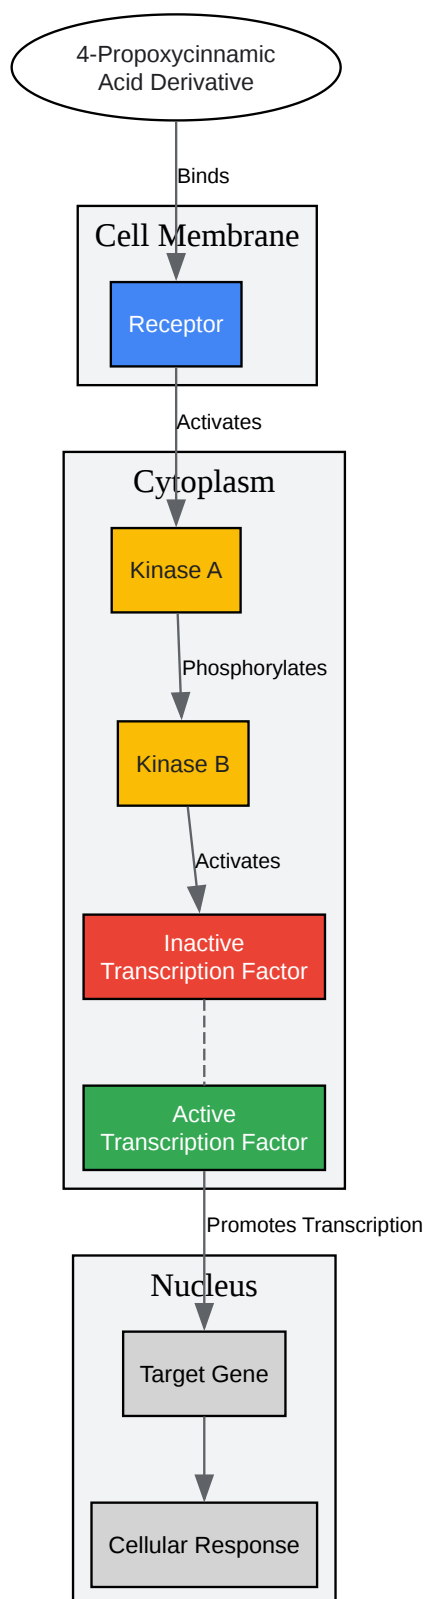 4-Propoxycinnamic
Acid Derivative
Binds
Cell Membrane
Receptor
Activates
Cytoplasm
Kinase A
Phosphorylates
Kinase B
Activates
Inactive
Transcription Factor
Active
Transcription Factor
Promotes Transcription
Nucleus
Target Gene
Cellular Response